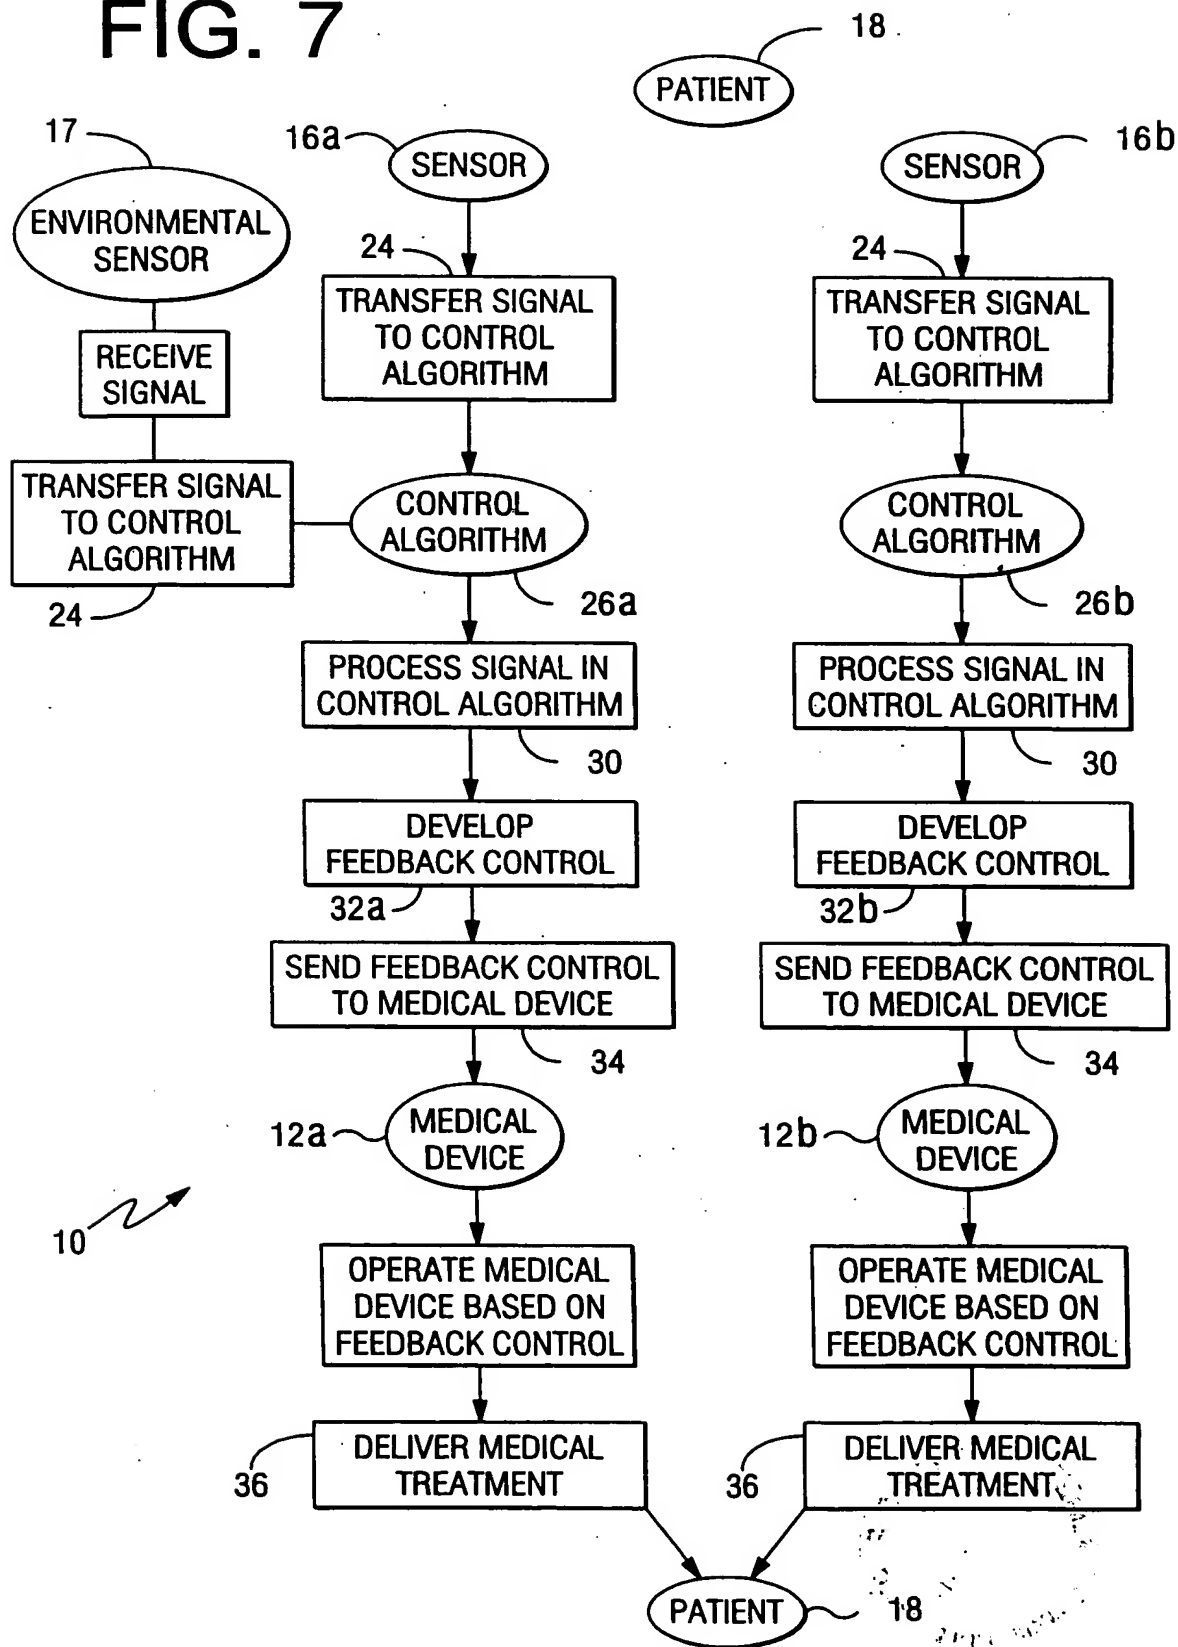 FIG. 7
18
PATIENT
17
ENVIRONMENTAL
SENSOR
RECEIVE
SIGNAL
TRANSFER SIGNAL
TO CONTROL
ALGORITHM
24
16a
SENSOR
24
TRANSFER SIGNAL
TO CONTROL
ALGORITHM
CONTROL
ALGORITHM
26a
PROCESS SIGNAL IN
CONTROL ALGORITHM
30
DEVELOP
FEEDBACK CONTROL
32a
SEND FEEDBACK CONTROL
TO MEDICAL DEVICE
34
12a
MEDICAL
DEVICE
10
OPERATE MEDICAL
DEVICE BASED ON
FEEDBACK CONTROL
36
DELIVER MEDICAL
TREATMENT
16b
SENSOR
24
TRANSFER SIGNAL
TO CONTROL
ALGORITHM
CONTROL
ALGORITHM
26b
PROCESS SIGNAL IN
CONTROL ALGORITHM
30
DEVELOP
FEEDBACK CONTROL
32b
SEND FEEDBACK CONTROL
TO MEDICAL DEVICE
34
12b
MEDICAL
DEVICE
OPERATE MEDICAL
DEVICE BASED ON
FEEDBACK CONTROL
36
DELIVER MEDICAL
TREATMENT
PATIENT
18